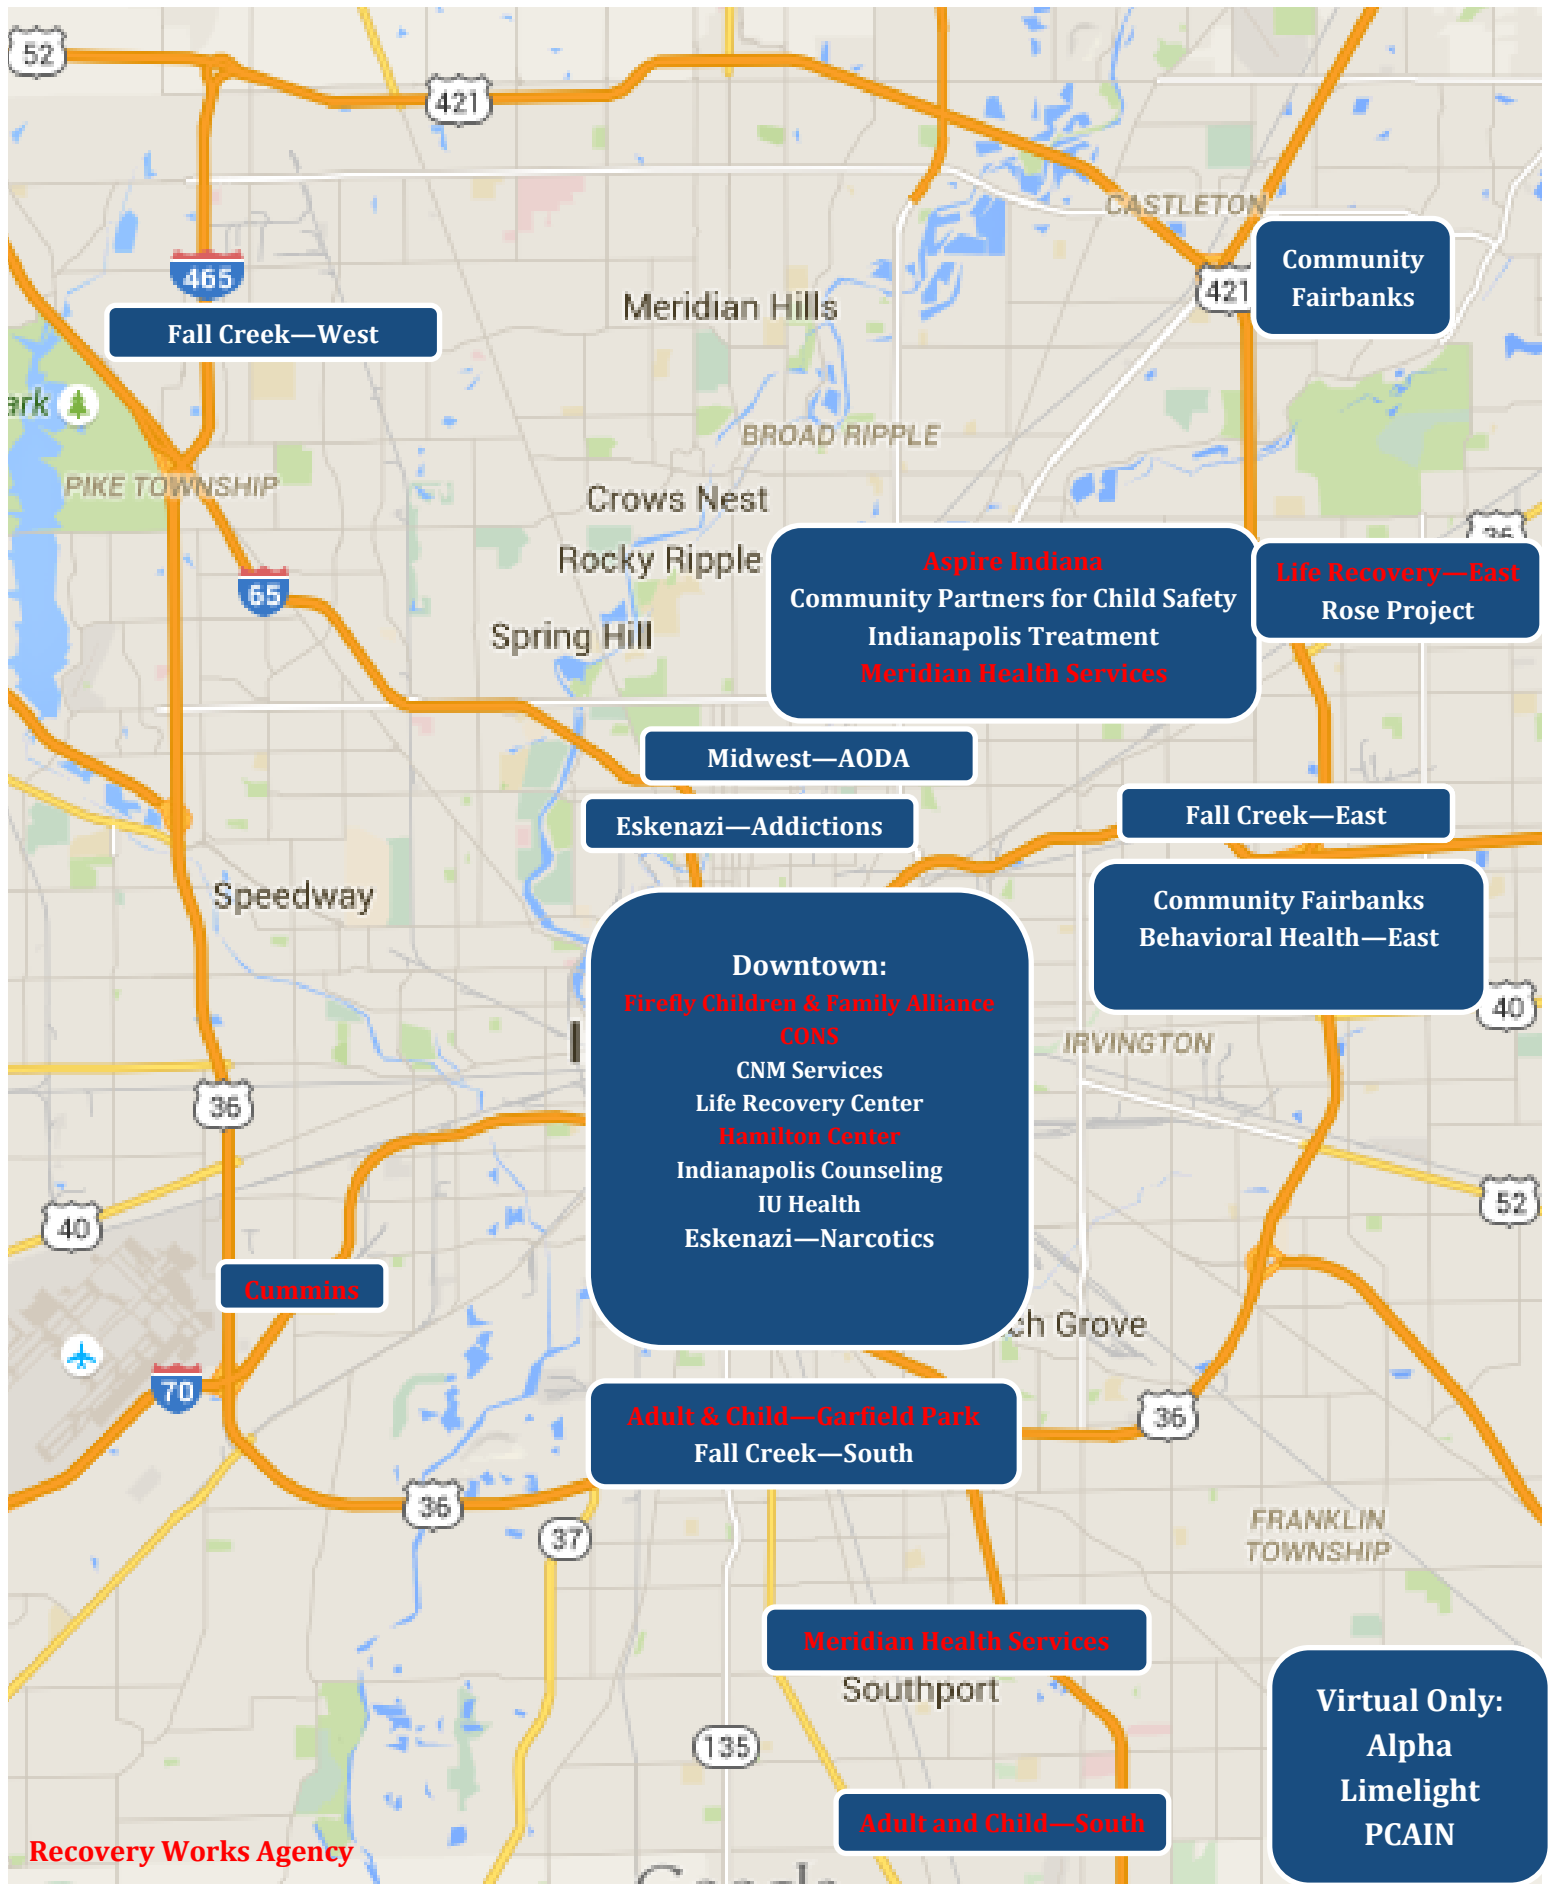 52
421
CASTLETON
465
421
Community
Fairbanks
Meridian Hills
Fall Creek—West
ark
BROAD RIPPLE
PIKE TOWNSHIP
Crows Nest
36
Rocky Ripple
Aspire Indiana
Community Partners for Child Safety
Indianapolis Treatment
Meridian Health Services
Life Recovery—East
Rose Project
65
Spring Hill
Midwest—AODA
Eskenazi—Addictions
Fall Creek—East
Speedway
Community Fairbanks
Behavioral Health—East
40
Downtown:
Firefly Children & Family Alliance
CONS
CNM Services
Life Recovery Center
Hamilton Center
Indianapolis Counseling
IU Health
Eskenazi—Narcotics
I
IRVINGTON
36
40
52
Cummins
ch Grove
70
Adult & Child—Garfield Park
Fall Creek—South
36
36
37
FRANKLIN
TOWNSHIP
Meridian Health Services
Southport
135
Virtual Only:
Alpha
Limelight
PCAIN
Adult and Child—South
Recovery Works Agency
Google